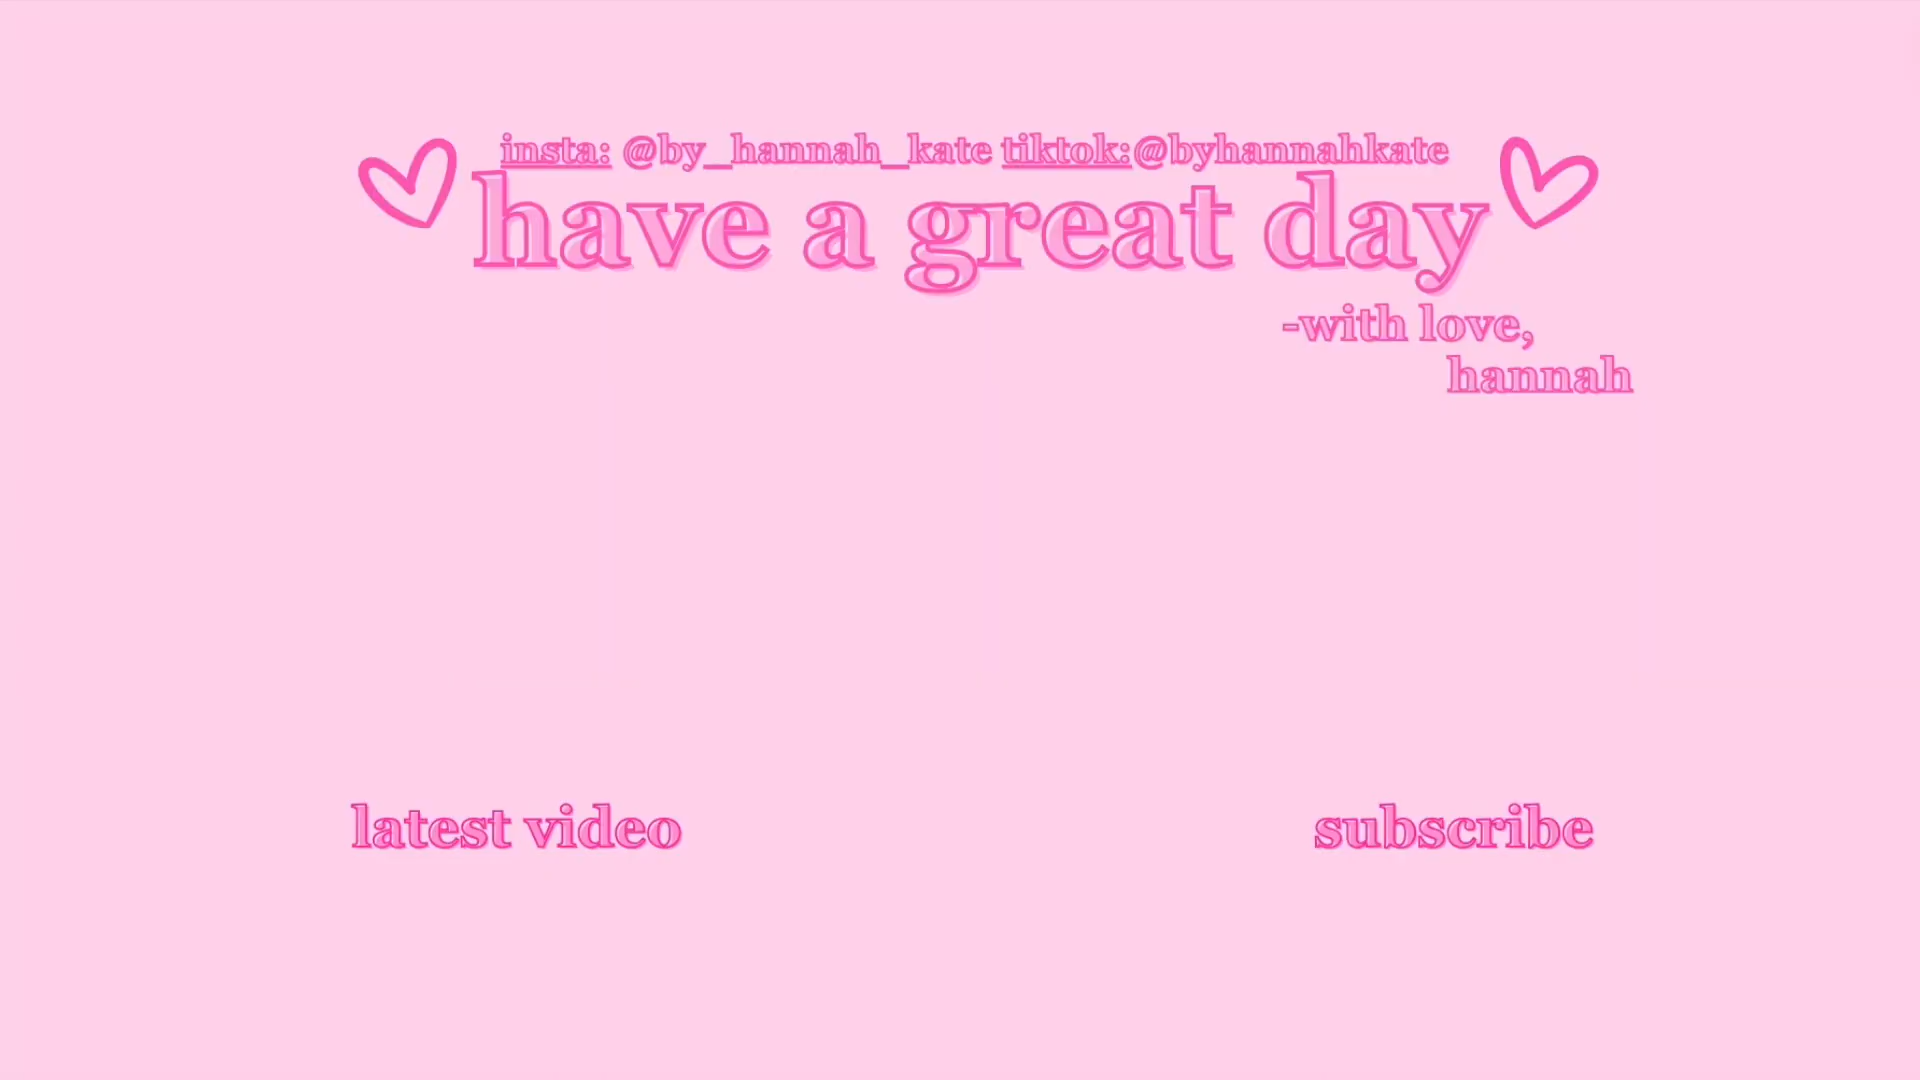 insta: @by_hannah_kate tiktok:@byhannahkate
have a great day
-with love,
hannah
latest video
subscribe